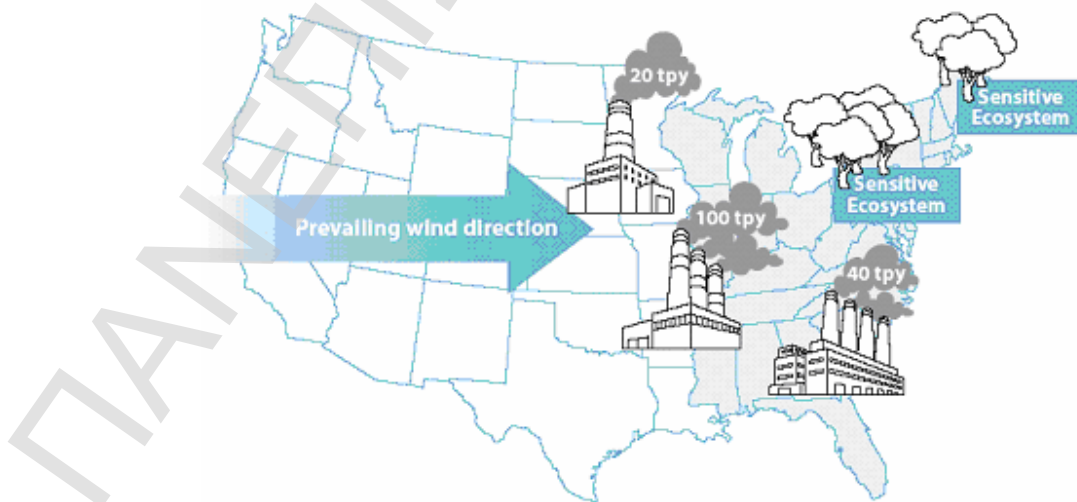 20 tpy
Sensitive
Ecosystem
Sensitive
Ecosystem
100 tpy
Prevailing wind direction
40 tpy